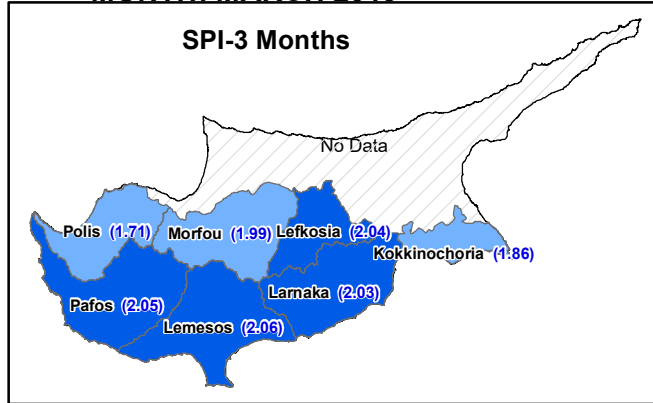 SPI-3 Months
No Data
Polis (1.71)
Morfou (1.99)
Lefkosia (2.04)
Kokkinochoria (1.86)
Pafos (2.05)
Larnaka (2.03)
Lemesos (2.06)